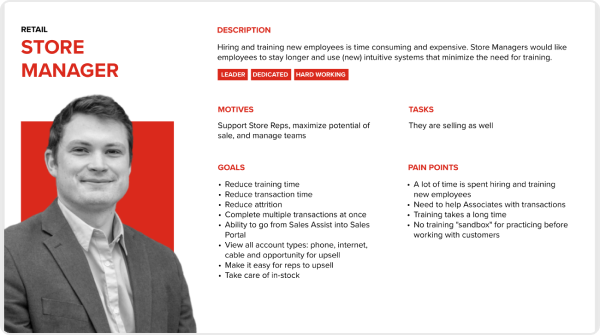 RETAIL
STORE
MANAGER
DESCRIPTION
Hiring and training new employees is time consuming and expensive. Store Managers would like
employees to stay longer and use (new) intuitive systems that minimize the need for training.
LEADER DEDICATED HARD WORKING
MOTIVES
Support Store Reps, maximize potential of
sale, and manage teams
TASKS
They are selling as well
GOALS
• Reduce training time
• Reduce transaction time
• Reduce attrition
• Complete multiple transactions at once
• Ability to go from Sales Assist into Sales
Portal
• View all account types: phone, internet,
cable and opportunity for upsell
• Make it easy for reps to upsell
• Take care of in-stock
PAIN POINTS
• A lot of time is spent hiring and training
new employees
• Need to help Associates with transactions
• Training takes a long time
• No training "sandbox" for practicing before
working with customers